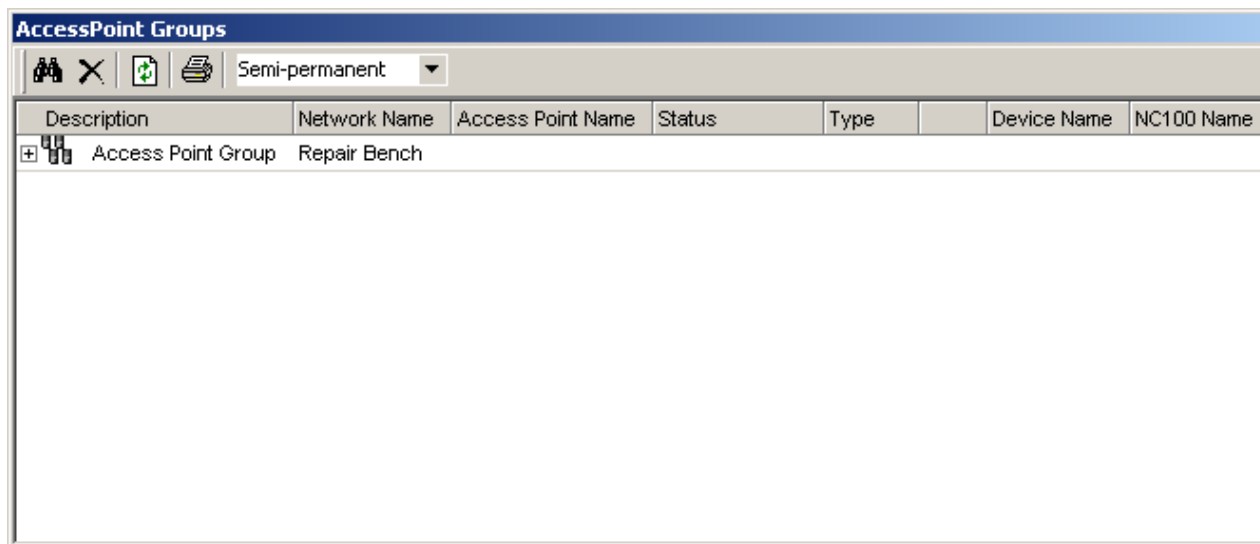 AccessPoint Groups
Semi-permanent
Description Network Name Access Point Name Status Type Device Name NC100 Name
Access Point Group Repair Bench